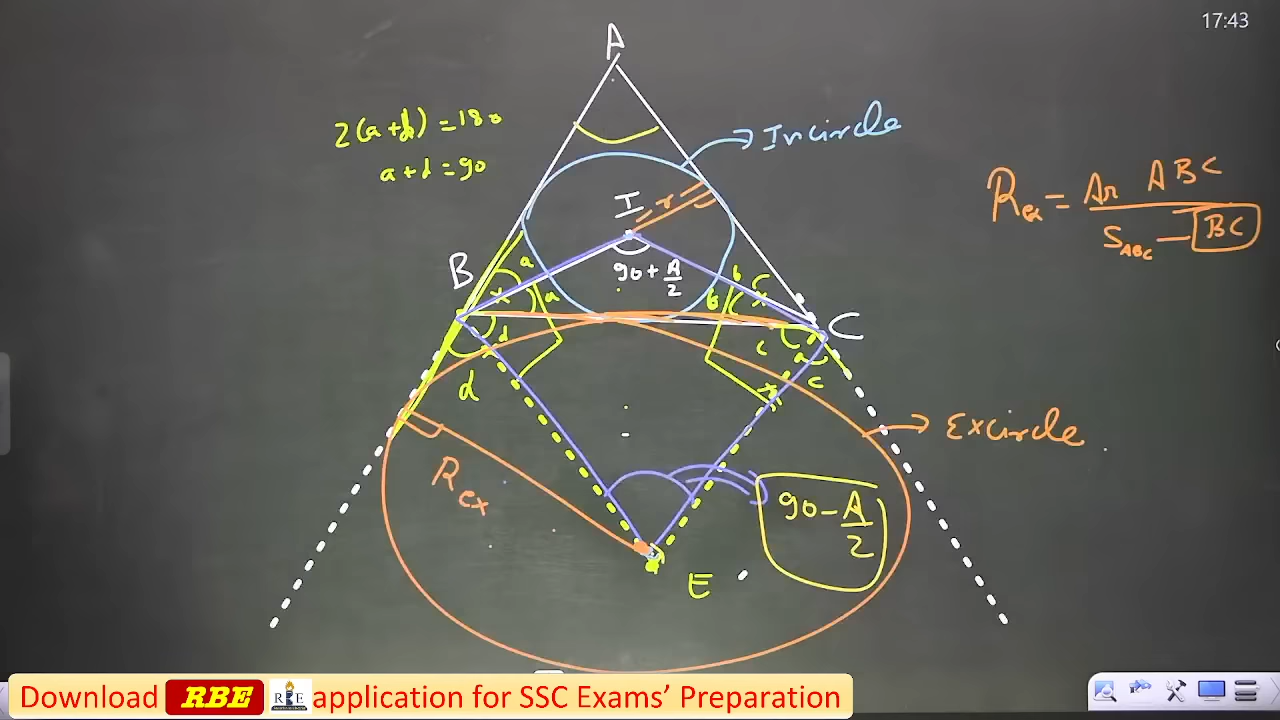 17:43
A
2(a+d) = 180
a+d = 90
Incircle
I
r
90 + A/2
B
a
x
a
b
x
b
C
d
d
c
x
c
R_ex = Ar ABC
S_ABC - BC
Excircle
R_ex
90 - A/2
E
Download RBE RBE application for SSC Exams' Preparation